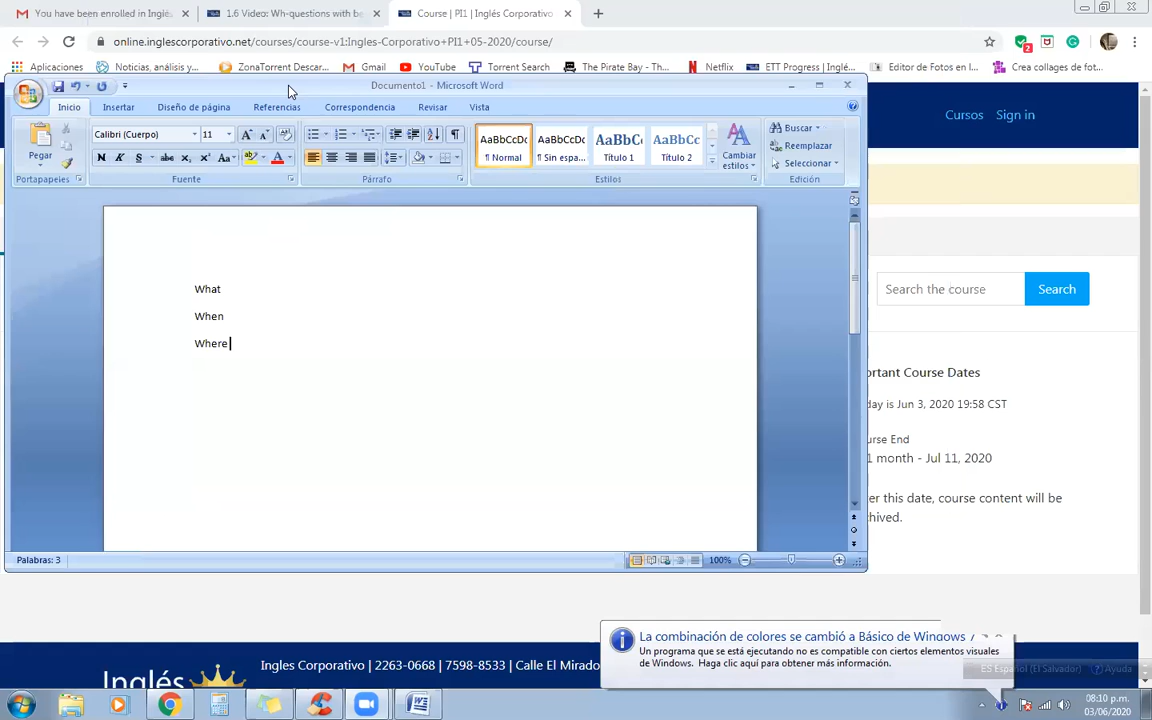 You have been enrolled in Inglés
1.6 Video: Wh-questions with be
Course | PI1 | Inglés Corporativo
online.inglescorporativo.net/courses/course-v1:Ingles-Corporativo+PI1+05-2020/course/
2
Aplicaciones
Noticias, análisis y...
ZonaTorrent Descar...
Gmail
YouTube
Torrent Search
The Pirate Bay -...
Netflix
ETT Progress | Inglé...
Editor de Fotos en...
Crea collages de fot...
Documento1 - Microsoft Word
Inicio
Insertar
Diseño de página
Referencias
Correspondencia
Revisar
Vista
Cursos
Sign in
Pegar
Portapapeles
Calibri (Cuerpo)
11
N K S abc x₂ x² Aa
Fuente
Párrafo
AaBbCcDc
¶ Normal
AaBbCcDc
¶ Sin espa...
AaBbC
Título 1
AaBbCc
Título 2
Cambiar estilos
Estilos
Buscar
Reemplazar
Seleccionar
Edición
What
When
Where
Search the course
Search
ortant Course Dates
day is Jun 3, 2020 19:58 CST
urse End
1 month - Jul 11, 2020
er this date, course content will be
hived.
Palabras: 3
100%
La combinación de colores se cambió a Básico de Windows 7
Un programa que se está ejecutando no es compatible con ciertos elementos visuales
de Windows. Haga clic aquí para obtener más información.
Ingles Corporativo | 2263-0668 | 7598-8533 | Calle El Mirado
Inglés
ES Español (El Salvador)
Ayuda
08:10 p.m.
03/06/2020